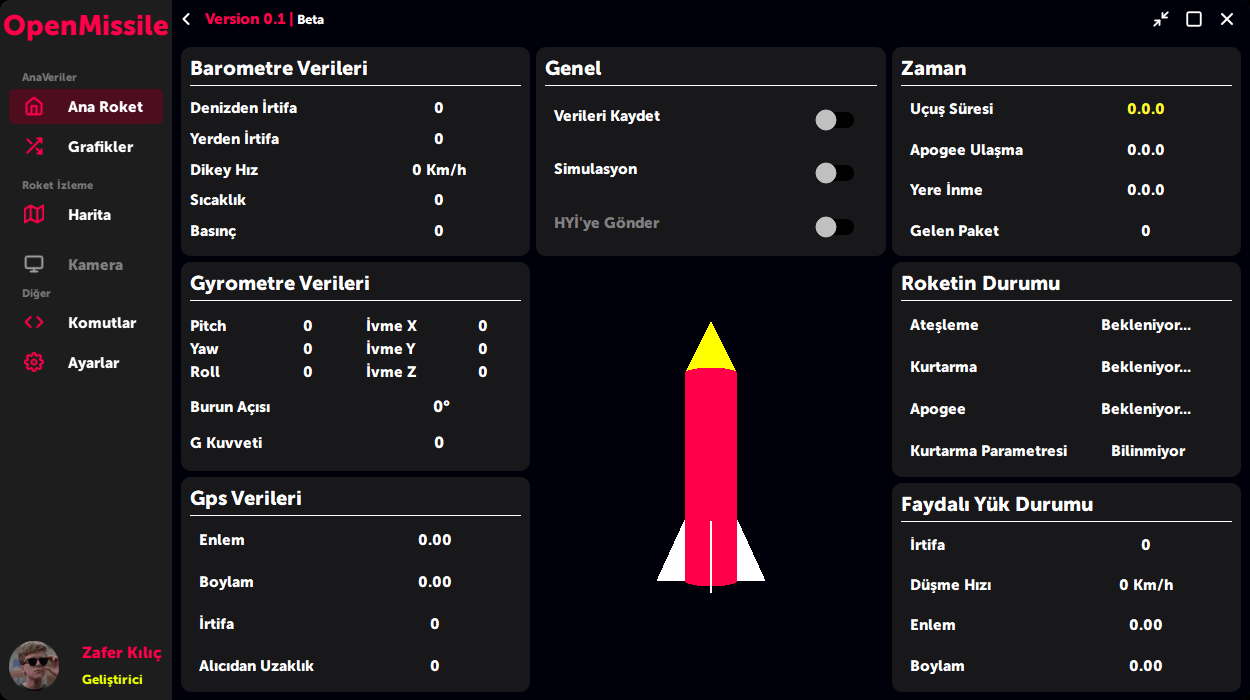 OpenMissile
AnaVeriler
Ana Roket
Grafikler
Roket İzleme
Harita
Kamera
Diğer
Komutlar
Ayarlar
Zafer Kılıç
Geliştirici
Version 0.1 | Beta
Barometre Verileri
Denizden İrtifa 0
Yerden İrtifa 0
Dikey Hız 0 Km/h
Sıcaklık 0
Basınç 0
Genel
Verileri Kaydet
Simulasyon
HYİ'ye Gönder
Zaman
Uçuş Süresi 0.0.0
Apogee Ulaşma 0.0.0
Yere İnme 0.0.0
Gelen Paket 0
Gyrometre Verileri
Pitch 0 İvme X 0
Yaw 0 İvme Y 0
Roll 0 İvme Z 0
Burun Açısı 0°
G Kuvveti 0
Roketin Durumu
Ateşleme Bekleniyor...
Kurtarma Bekleniyor...
Apogee Bekleniyor...
Kurtarma Parametresi Bilinmiyor
Gps Verileri
Enlem 0.00
Boylam 0.00
İrtifa 0
Alıcıdan Uzaklık 0
Faydalı Yük Durumu
İrtifa 0
Düşme Hızı 0 Km/h
Enlem 0.00
Boylam 0.00